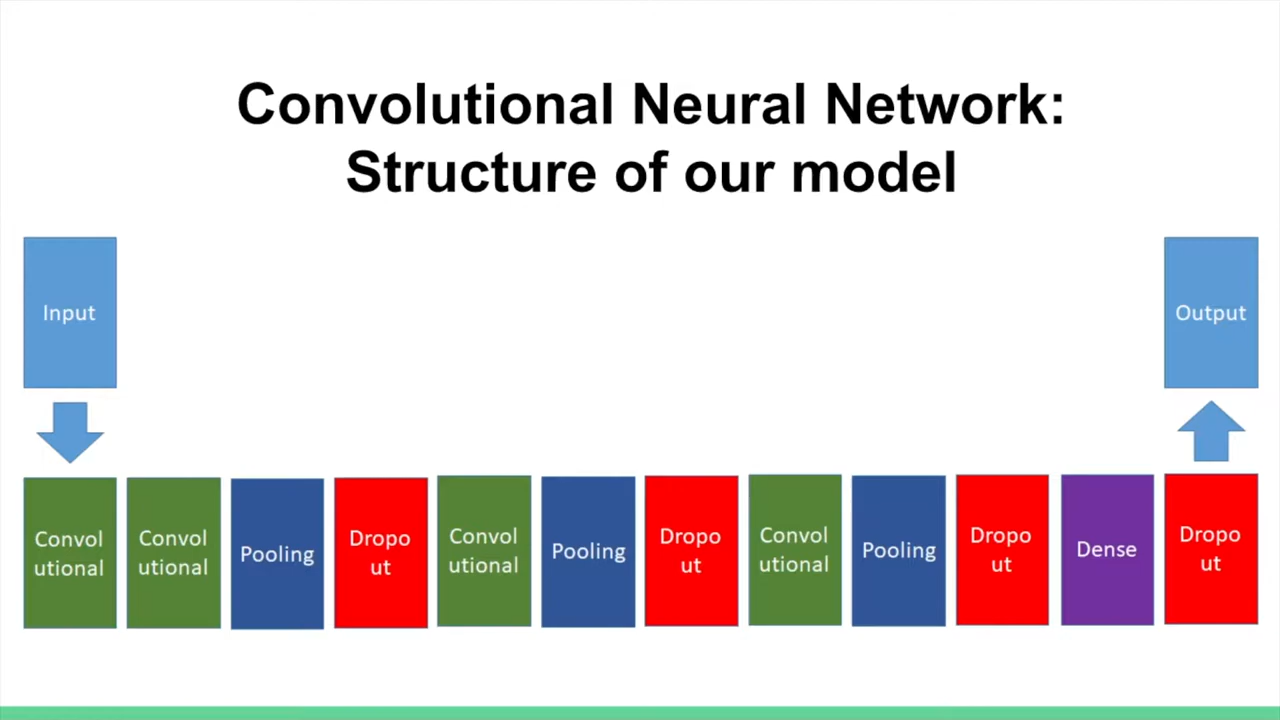 Convolutional Neural Network:
Structure of our model
Input
Output
Convol
utional
Convol
utional
Pooling
Dropo
ut
Convol
utional
Pooling
Dropo
ut
Convol
utional
Pooling
Dropo
ut
Dense
Dropo
ut